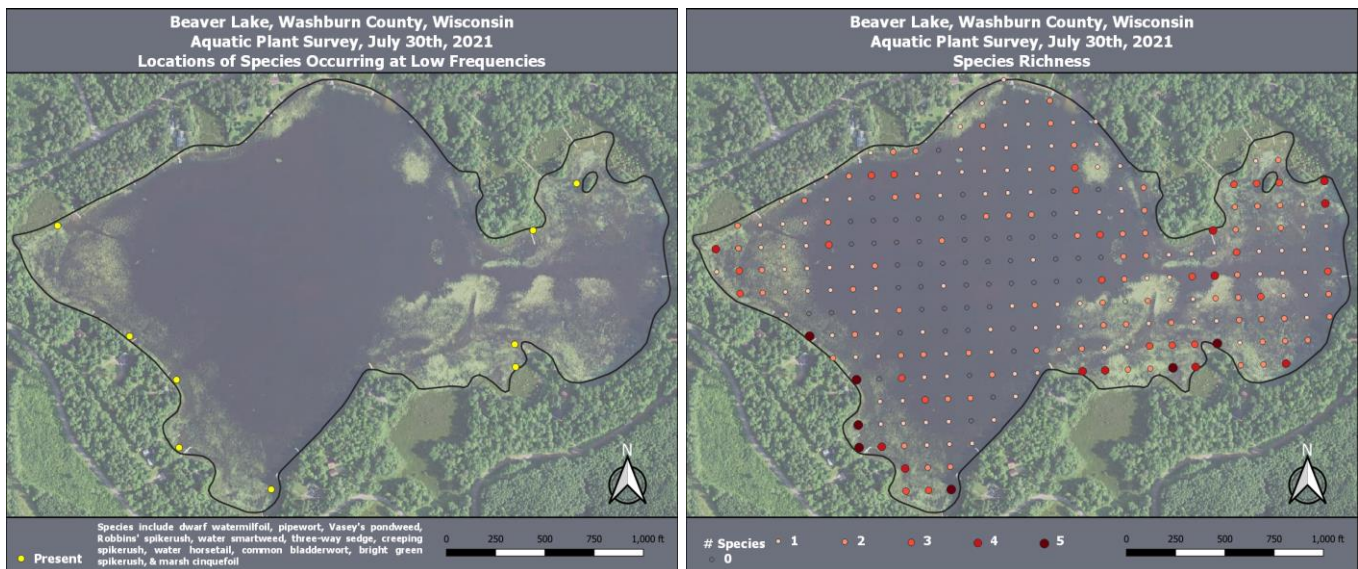 Beaver Lake, Washburn County, Wisconsin
Aquatic Plant Survey, July 30th, 2021
Locations of Species Occurring at Low Frequencies
N
Species include dwarf watermilfoil, pipewort, Vasey's pondweed,
Robbins' spikerush, water smartweed, three-way sedge, creeping
spikerush, water horsetail, common bladderwort, bright green
spikerush, & marsh cinquefoil
Present
0 250 500 750 1,000 ft
Beaver Lake, Washburn County, Wisconsin
Aquatic Plant Survey, July 30th, 2021
Species Richness
N
# Species 1 2 3 4 5
0
0 250 500 750 1,000 ft